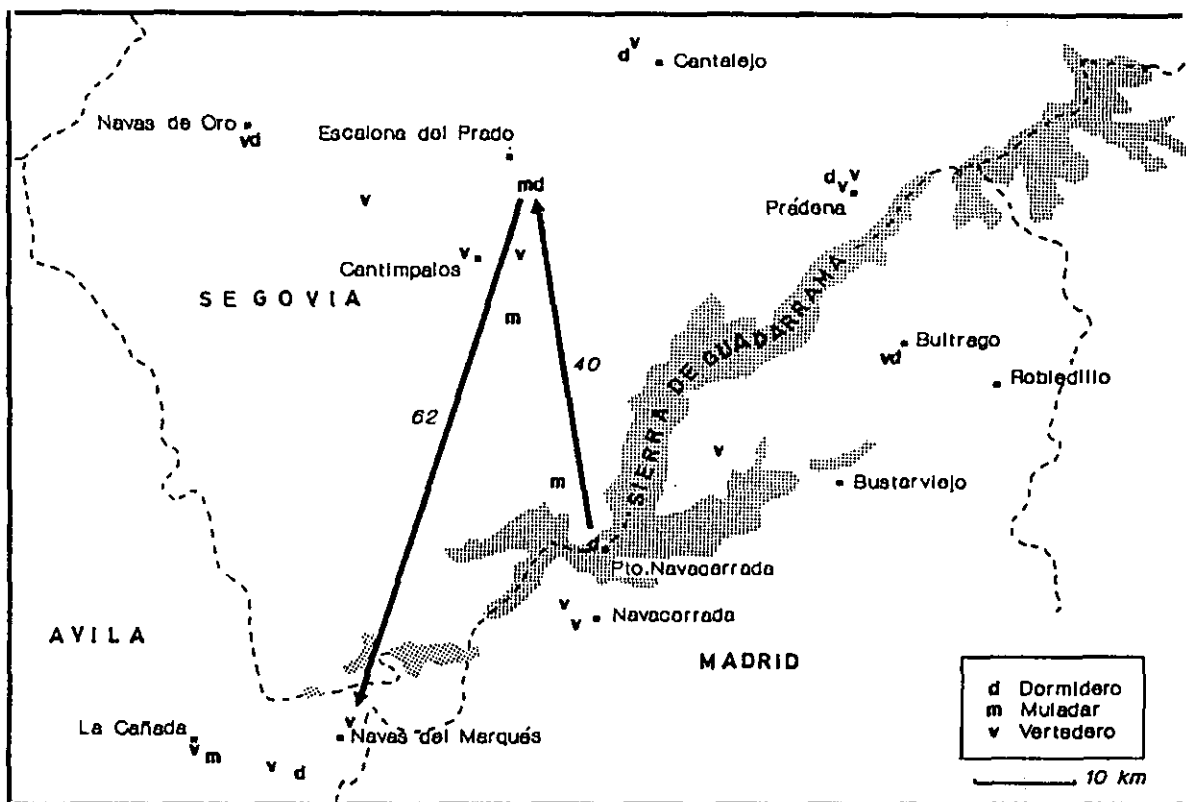 d v
Cantalejo
Navas de Oro
vd
Escalona del Prado
md
v
d v v
Prádena
v
Cantimpalos
v
SEGOVIA
m
SIERRA DE GUADARRAMA
40
62
vd
Buitrago
Robledillo
v
m
Bustarviejo
d
Pto.Navacerrada
v
v
Navacerrada
AVILA
MADRID
v
Navas del Marqués
La Cañada
v m
v d
d Dormidero
m Muladar
v Vertedero
10 km